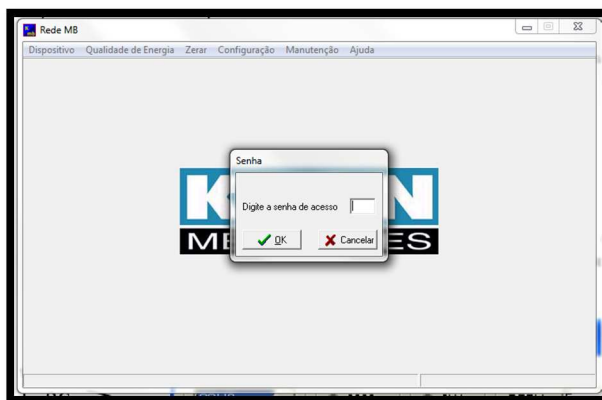 Rede MB
Dispositivo Qualidade de Energia Zerar Configuração Manutenção Ajuda
Senha
Digite a senha de acesso
OK Cancelar